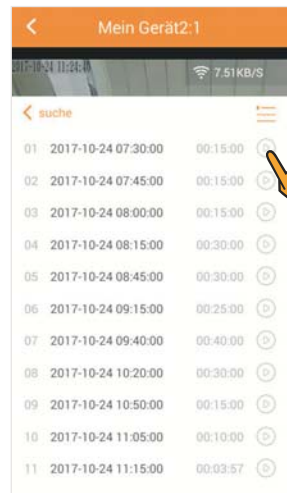 Mein Gerät2:1
2017-10-24 11:24:40
7.51KB/S
suche
01 2017-10-24 07:30:00 00:15:00
02 2017-10-24 07:45:00 00:15:00
03 2017-10-24 08:00:00 00:15:00
04 2017-10-24 08:15:00 00:30:00
05 2017-10-24 08:45:00 00:30:00
06 2017-10-24 09:15:00 00:25:00
07 2017-10-24 09:40:00 00:40:00
08 2017-10-24 10:20:00 00:30:00
09 2017-10-24 10:50:00 00:15:00
10 2017-10-24 11:05:00 00:10:00
11 2017-10-24 11:15:00 00:03:57